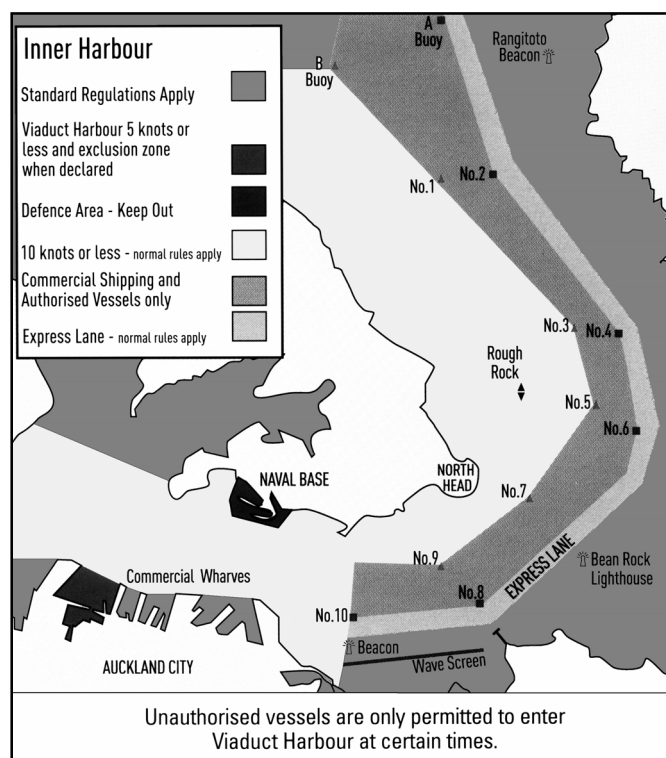 Inner Harbour
Standard Regulations Apply
Viaduct Harbour 5 knots or
less and exclusion zone
when declared
Defence Area - Keep Out
10 knots or less - normal rules apply
Commercial Shipping and
Authorised Vessels only
Express Lane - normal rules apply
A
Buoy
B
Buoy
Rangitoto
Beacon
No.1
No.2
No.3
No.4
Rough
Rock
No.5
No.6
NORTH
HEAD
NAVAL BASE
No.7
No.9
EXPRESS LANE
Bean Rock
Lighthouse
Commercial Wharves
No.8
No.10
Beacon
Wave Screen
AUCKLAND CITY
Unauthorised vessels are only permitted to enter
Viaduct Harbour at certain times.